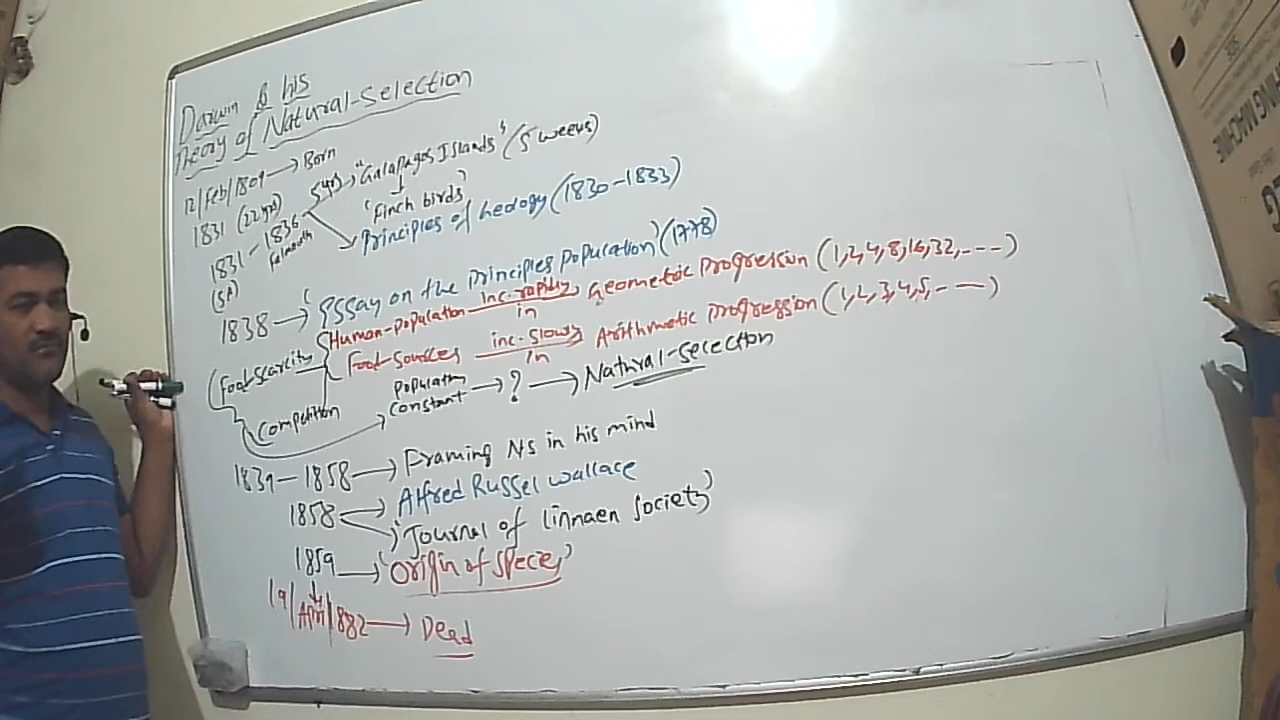 Darwin & his
Theory of Natural-Selection
12/Feb/1809 → Born
1831 (22 yrs)
1831 - 1836 5yrs → "Galapagos Islands" (5 weeks)
Falmouth
(5A)
'Finch birds'
Principles of Geology (1830-1833)
1838 → 'Essay on the Principles Population' (1778)
Human-population inc. rapidly in Geometric Progression (1,2,4,8,16,32,---)
Food-Sources inc. slowly in Arithmetic Progression (1,2,3,4,5,---)
Food scarcity
Competition
Population Constant → ? → Natural-selection
1839-1858 → Framing NS in his mind
1858 Alfred Russel Wallace
'Journal of Linnaen Society'
1859 → 'Origin of Species'
19/April/1882 → Dead